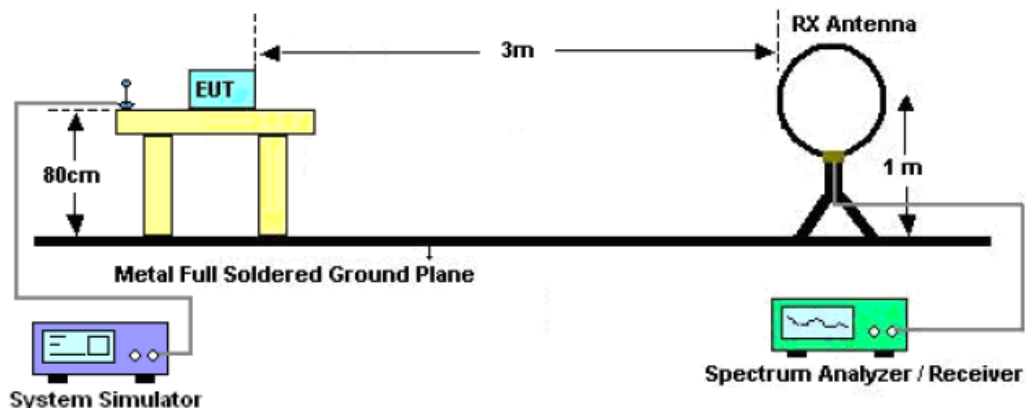 RX Antenna
3m
EUT
80cm
1 m
Metal Full Soldered Ground Plane
System Simulator
Spectrum Analyzer / Receiver